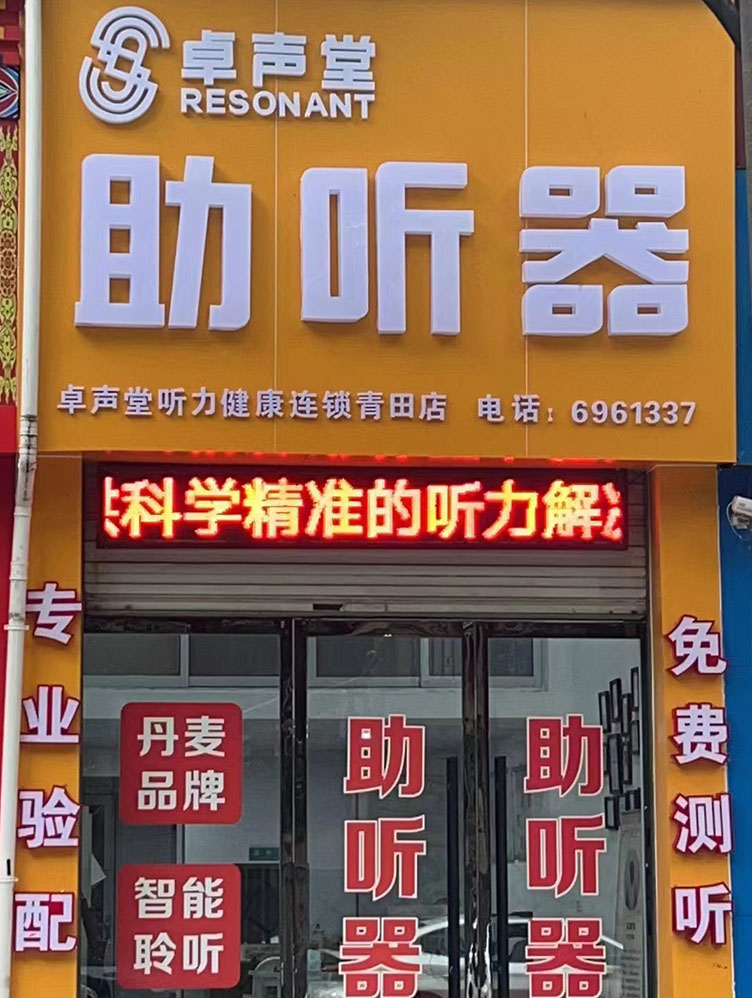 卓声堂
RESONANT
助听器
卓声堂听力健康连锁青田店 电话：6961337
科学精准的听力解
专业验配
免费测听
丹麦
品牌
智能
聆听
助听器
助听器